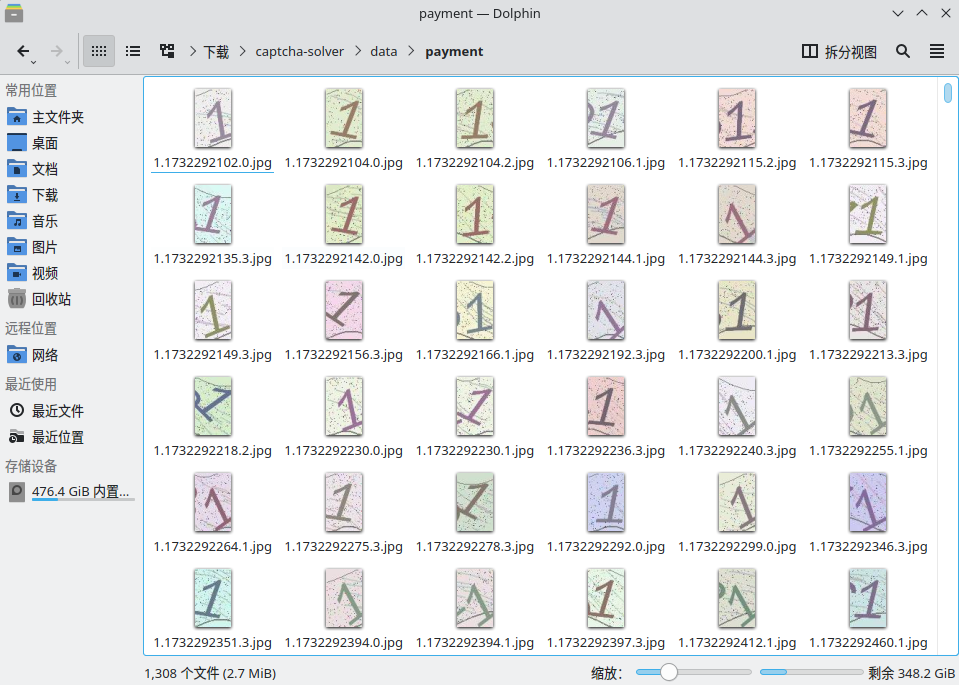 payment — Dolphin
下载 captcha-solver data payment 拆分视图
常用位置
主文件夹
桌面
文档
下载
音乐
图片
视频
回收站
远程位置
网络
最近使用
最近文件
最近位置
存储设备
476.4 GiB 内置...
1.1732292102.0.jpg 1.1732292104.0.jpg 1.1732292104.2.jpg 1.1732292106.1.jpg 1.1732292115.2.jpg 1.1732292115.3.jpg
1.1732292135.3.jpg 1.1732292142.0.jpg 1.1732292142.2.jpg 1.1732292144.1.jpg 1.1732292144.3.jpg 1.1732292149.1.jpg
1.1732292149.3.jpg 1.1732292156.3.jpg 1.1732292166.1.jpg 1.1732292192.3.jpg 1.1732292200.1.jpg 1.1732292213.3.jpg
1.1732292218.2.jpg 1.1732292230.0.jpg 1.1732292230.1.jpg 1.1732292236.3.jpg 1.1732292240.3.jpg 1.1732292255.1.jpg
1.1732292264.1.jpg 1.1732292275.3.jpg 1.1732292278.3.jpg 1.1732292292.0.jpg 1.1732292299.0.jpg 1.1732292346.3.jpg
1.1732292351.3.jpg 1.1732292394.0.jpg 1.1732292394.1.jpg 1.1732292397.3.jpg 1.1732292412.1.jpg 1.1732292460.1.jpg
1,308 个文件 (2.7 MiB) 缩放： 剩余 348.2 GiB